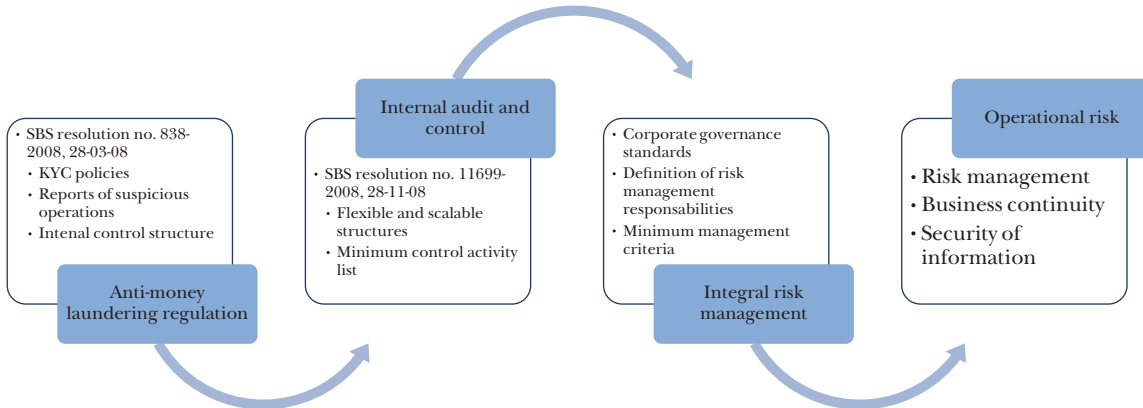 • SBS resolution no. 838-
2008, 28-03-08
• KYC policies
• Reports of suspicious
operations
• Intenal control structure
Anti-money
laundering regulation
Internal audit and
control
• SBS resolution no. 11699-
2008, 28-11-08
• Flexible and scalable
structures
• Minimum control activity
list
• Corporate governance
standards
• Definition of risk
management
responsabilities
• Minimum management
criteria
Integral risk
management
Operational risk
• Risk management
• Business continuity
• Security of
information